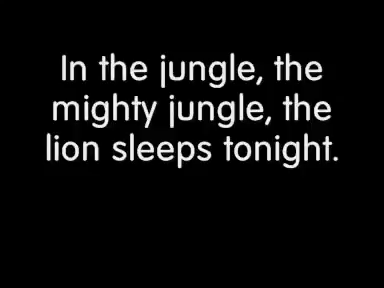 In the jungle, the
mighty jungle, the
lion sleeps tonight.